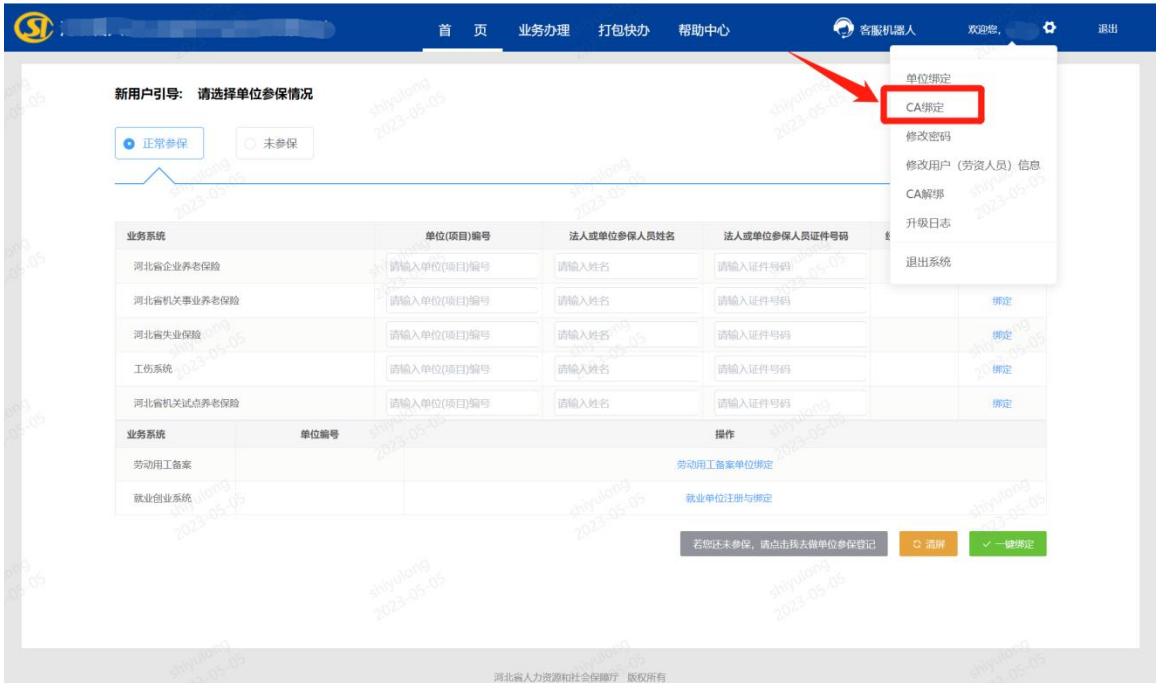 首 页 业务办理 打包快办 帮助中心 客服机器人 欢迎您, 退出
单位绑定
CA绑定
修改密码
修改用户（劳资人员）信息
CA解绑
升级日志
退出系统
新用户引导: 请选择单位参保情况
正常参保 未参保
业务系统 单位(项目)编号 法人或单位参保人员姓名 法人或单位参保人员证件号码
河北省企业养老保险 请输入单位(项目)编号 请输入姓名 请输入证件号码
河北省机关事业养老保险 请输入单位(项目)编号 请输入姓名 请输入证件号码 绑定
河北省失业保险 请输入单位(项目)编号 请输入姓名 请输入证件号码 绑定
工伤系统 请输入单位(项目)编号 请输入姓名 请输入证件号码 绑定
河北省机关试点养老保险 请输入单位(项目)编号 请输入姓名 请输入证件号码 绑定
业务系统 单位编号 操作
劳动用工备案 劳动用工备案单位绑定
就业创业系统 就业单位注册与绑定
若您还未参保，请点击我去做单位参保登记 清屏 一键绑定
河北省人力资源和社会保障厅 版权所有
shiyulong
2023-05-05